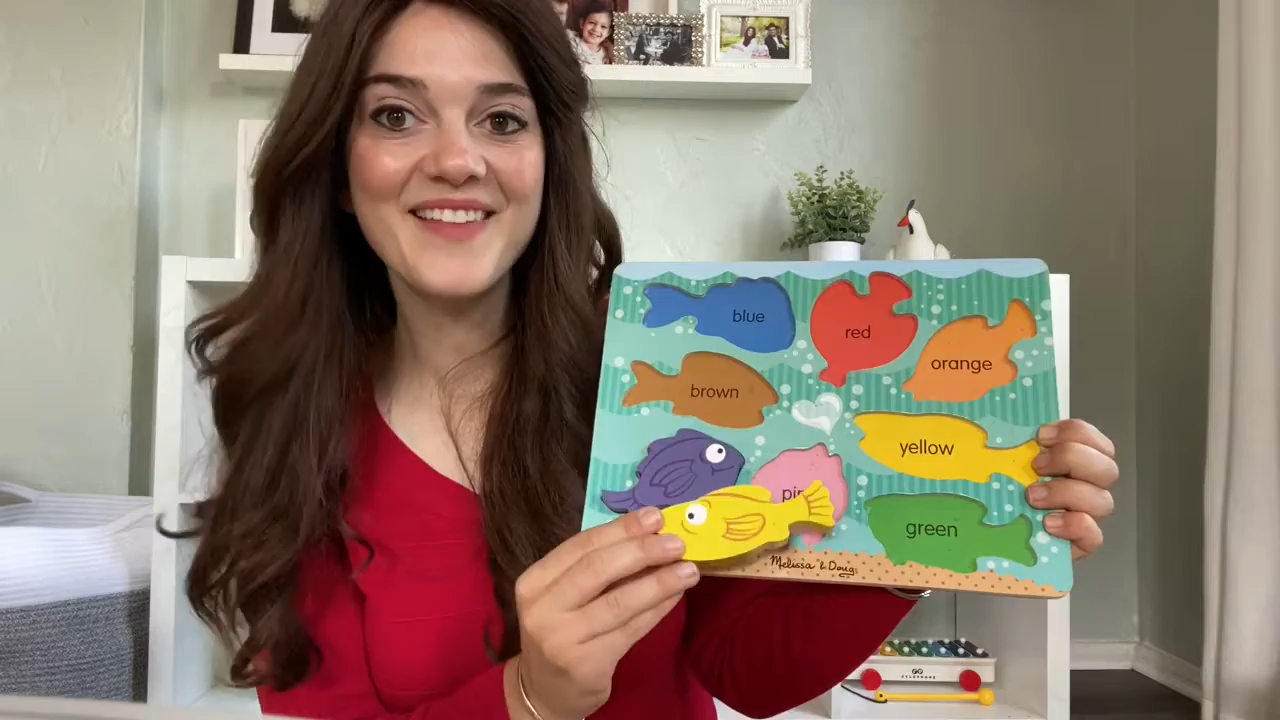 blue
red
orange
brown
yellow
green
Melissa & Doug